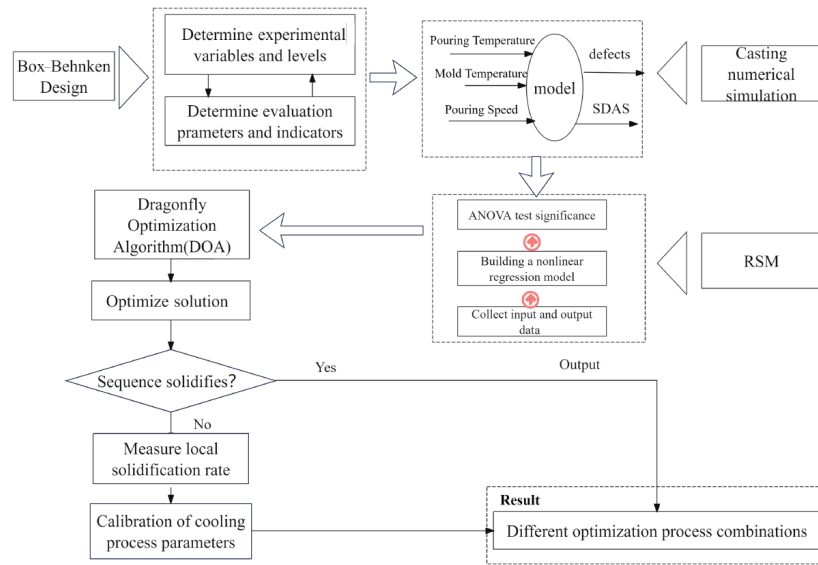 Box–Behnken
Design
Determine experimental
variables and levels
Determine evaluation
prameters and indicators
Pouring Temperature
Mold Temperature
Pouring Speed
model
defects
SDAS
Casting
numerical
simulation
ANOVA test significance
Building a nonlinear
regression model
Collect input and output
data
RSM
Dragonfly
Optimization
Algorithm(DOA)
Optimize solution
Sequence solidifies?
Yes
Output
No
Measure local
solidification rate
Calibration of cooling
process parameters
Result
Different optimization process combinations